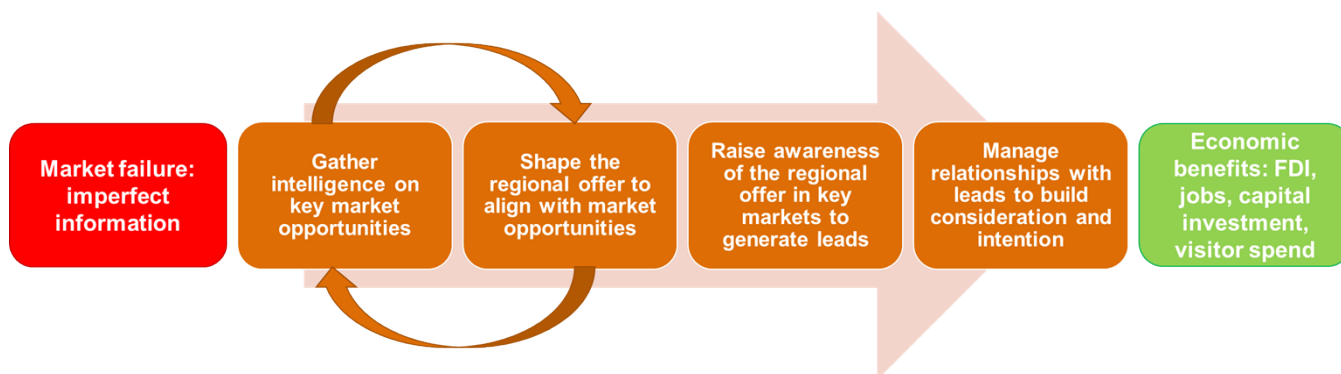 Market failure:
imperfect
information
Gather
intelligence on
key market
opportunities
Shape the
regional offer to
align with market
opportunities
Raise awareness
of the regional
offer in key
markets to
generate leads
Manage
relationships with
leads to build
consideration and
intention
Economic
benefits: FDI,
jobs, capital
investment,
visitor spend